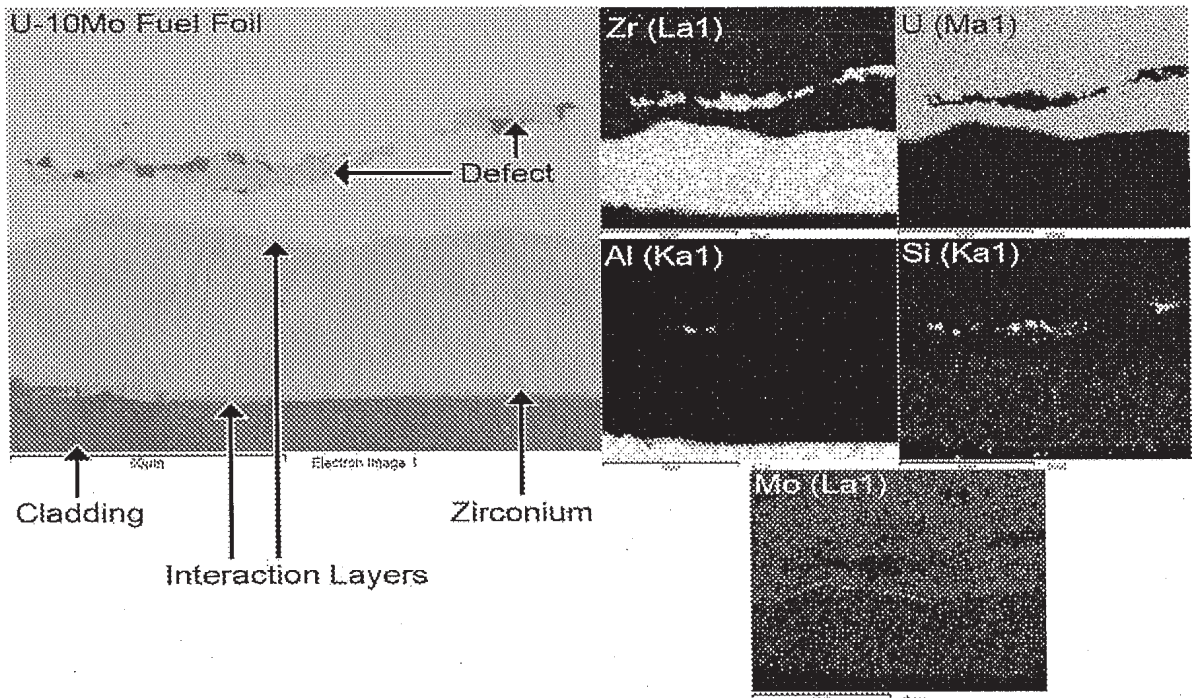 U-10Mo Fuel Foil
Defect
50µm
Electron Image 1
Cladding
Zirconium
Interaction Layers
Zr (La1)
U (Ma1)
Al (Ka1)
Si (Ka1)
Mo (La1)